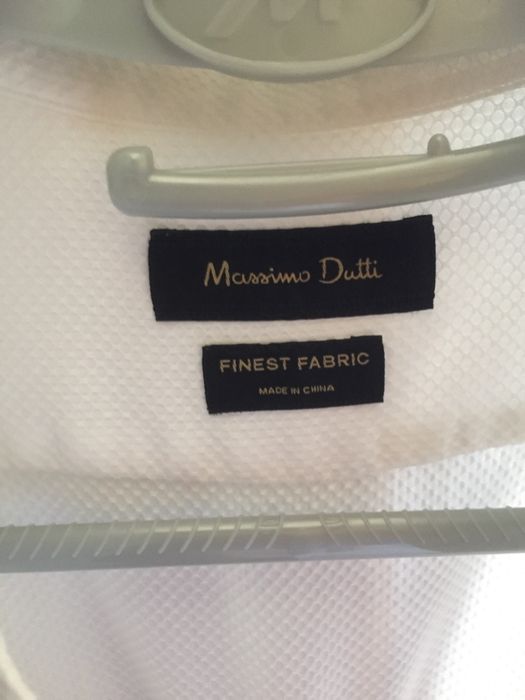 Massimo Dutti
FINEST FABRIC
MADE IN CHINA